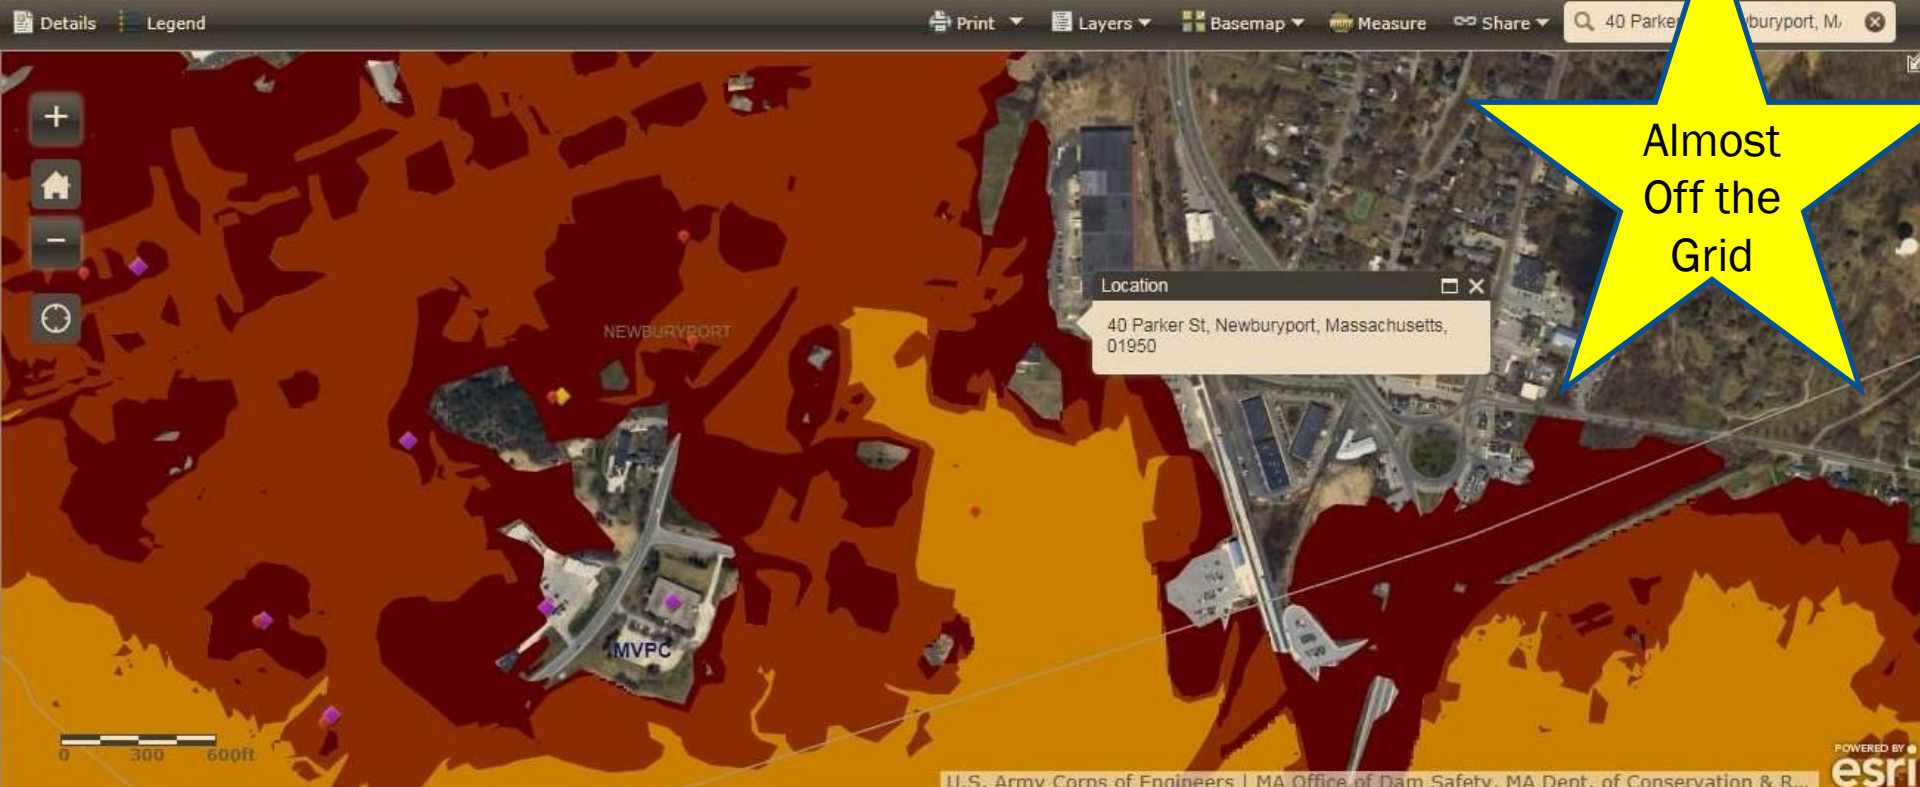 Details
Legend
Print
Layers
Basemap
Measure
Share
40 Parke
buryport, M
Almost
Off the
Grid
Location
40 Parker St, Newburyport, Massachusetts,
01950
NEWBURYPORT
MVPC
0 300 600ft
POWERED BY
esri
U.S. Army Corps of Engineers | MA Office of Dam Safety, MA Dept. of Conservation & R...